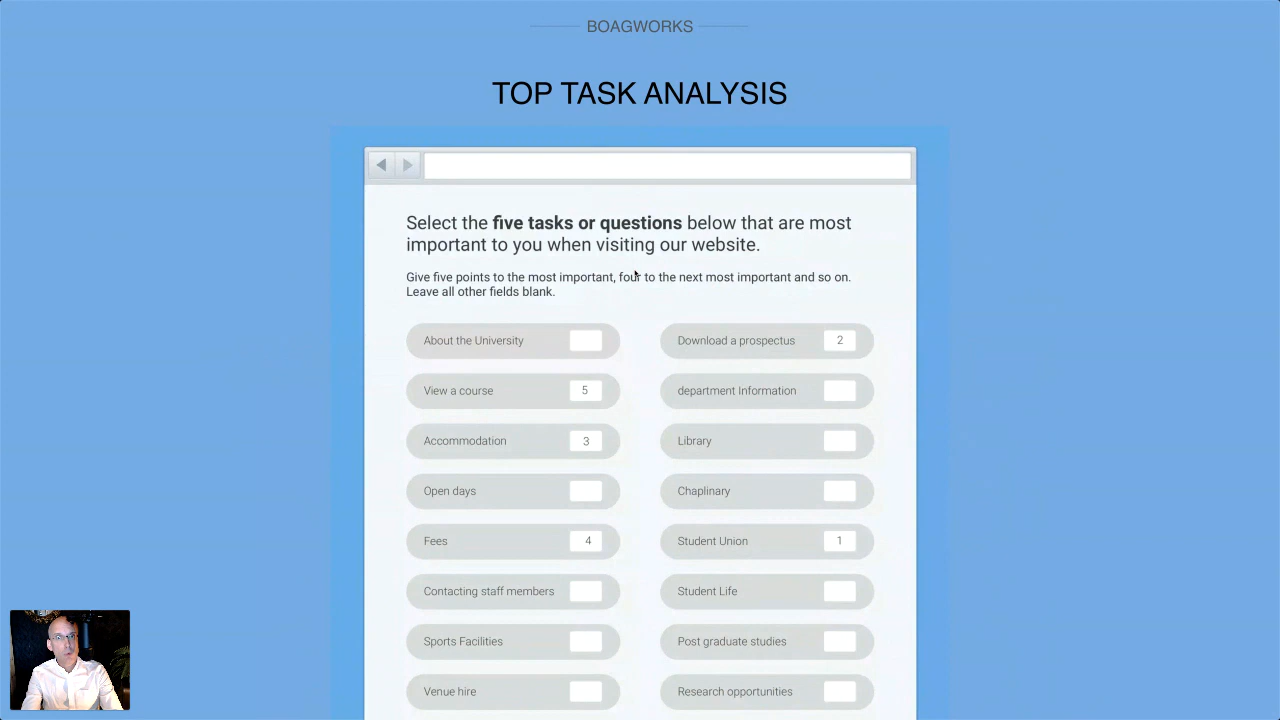 BOAGWORKS
TOP TASK ANALYSIS
Select the five tasks or questions below that are most
important to you when visiting our website.
Give five points to the most important, four to the next most important and so on.
Leave all other fields blank.
About the University
Download a prospectus 2
View a course 5
department Information
Accommodation 3
Library
Open days
Chaplinary
Fees 4
Student Union 1
Contacting staff members
Student Life
Sports Facilities
Post graduate studies
Venue hire
Research opportunities